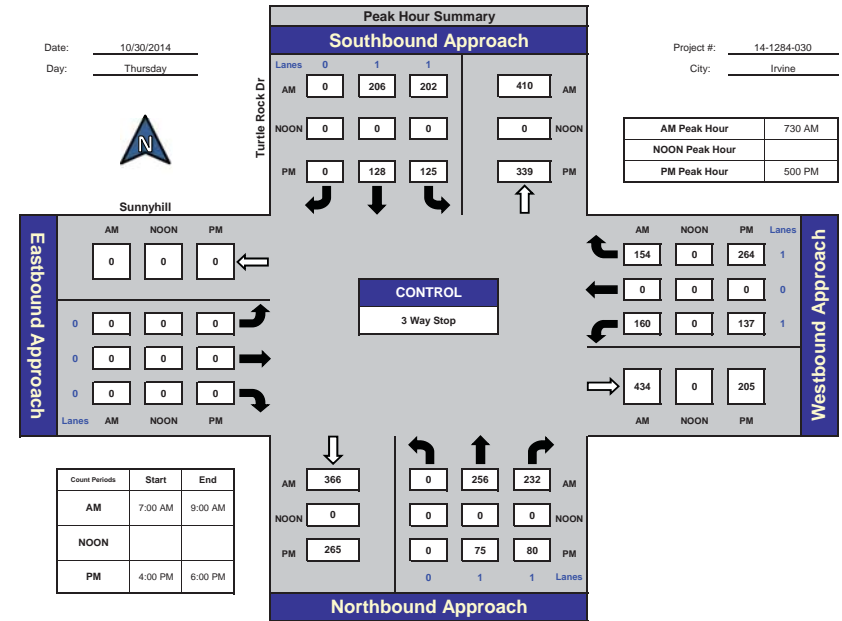 Peak Hour Summary
Southbound Approach
Date: 10/30/2014
Day: Thursday
Project #: 14-1284-030
City: Irvine
N
Turtle Rock Dr
Lanes 0 1 1
AM 0 206 202 410 AM
NOON 0 0 0 0 NOON
PM 0 128 125 339 PM
AM Peak Hour 730 AM
NOON Peak Hour
PM Peak Hour 500 PM
Sunnyhill
Eastbound Approach
AM NOON PM
0 0 0
0 0 0 0
0 0 0 0
0 0 0 0
Lanes AM NOON PM
CONTROL
3 Way Stop
AM NOON PM Lanes
154 0 264 1
0 0 0 0
160 0 137 1
434 0 205
AM NOON PM
Westbound Approach
Count Periods Start End
AM 7:00 AM 9:00 AM
NOON
PM 4:00 PM 6:00 PM
AM 366 0 256 232 AM
NOON 0 0 0 0 NOON
PM 265 0 75 80 PM
0 1 1 Lanes
Northbound Approach